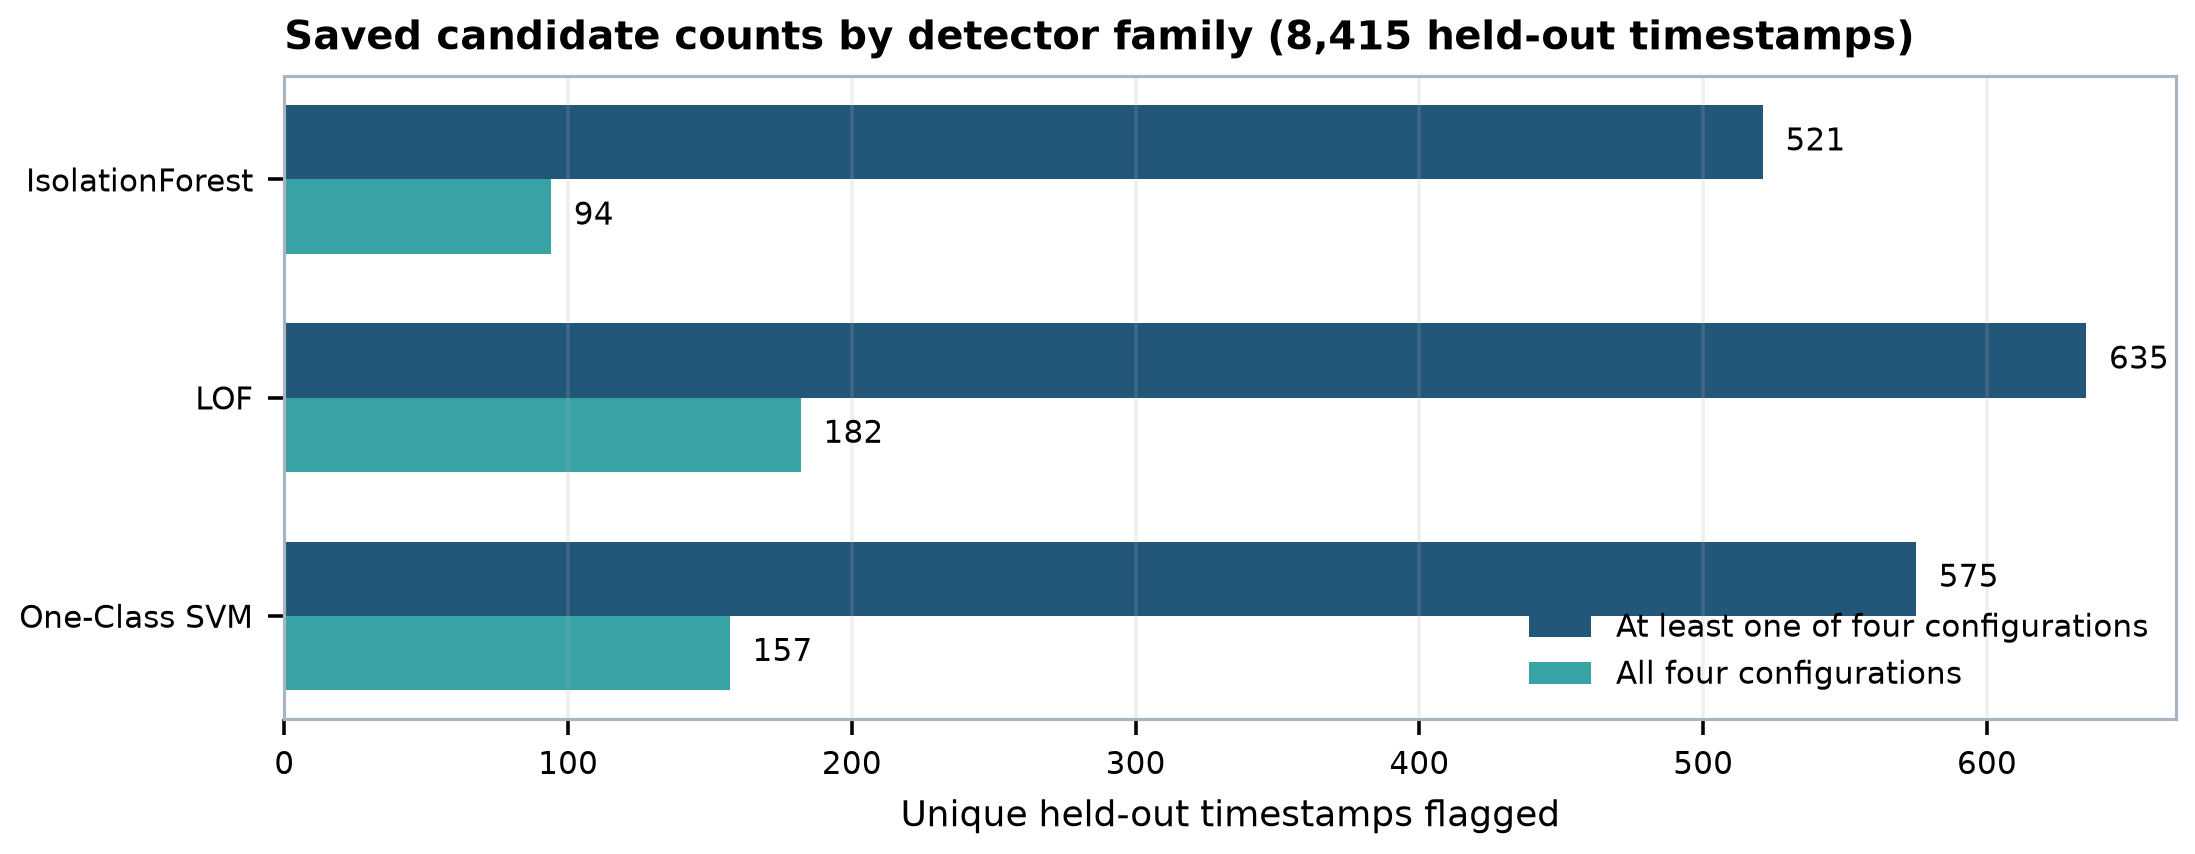 Saved candidate counts by detector family (8,415 held-out timestamps)
IsolationForest
521
94
LOF
635
182
One-Class SVM
575
157
At least one of four configurations
All four configurations
0 100 200 300 400 500 600
Unique held-out timestamps flagged